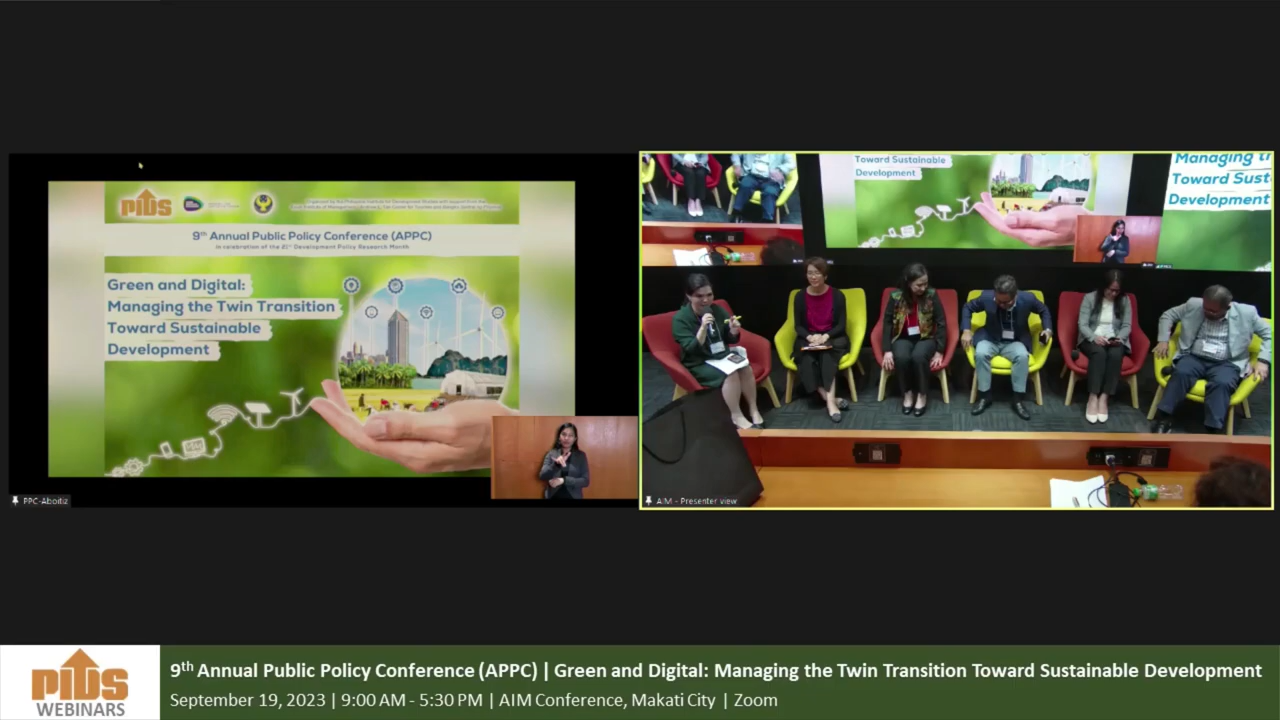 PIDS
9th Annual Public Policy Conference (APPC)
In celebration of the 21st Development Policy Research Month
Green and Digital:
Managing the Twin Transition
Toward Sustainable
Development
PPC-Aboitiz
Toward Sustainable
Development
Managing
Toward Sust
Development
AIM - Presenter view
PIDS
WEBINARS
9th Annual Public Policy Conference (APPC) | Green and Digital: Managing the Twin Transition Toward Sustainable Development
September 19, 2023 | 9:00 AM - 5:30 PM | AIM Conference, Makati City | Zoom